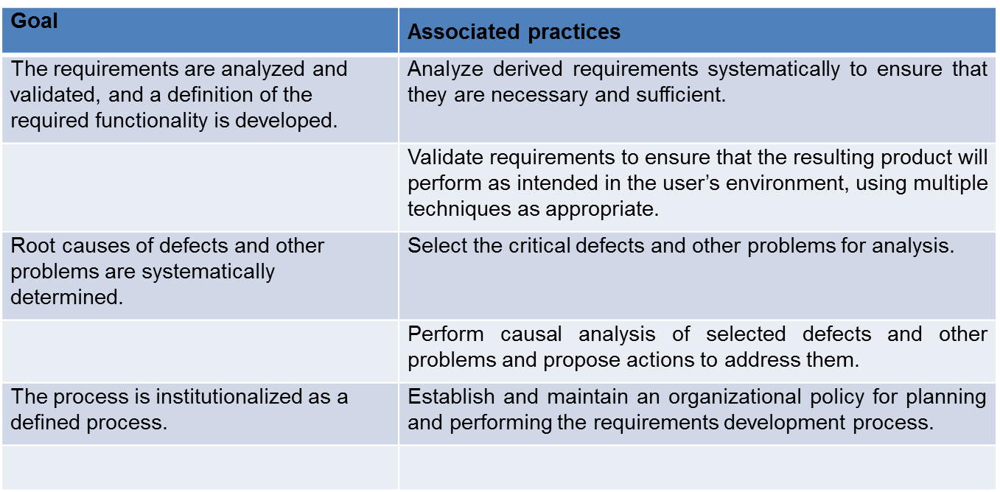 Goal
Associated practices
The requirements are analyzed and
validated, and a definition of the
required functionality is developed.
Analyze derived requirements systematically to ensure that
they are necessary and sufficient.
Validate requirements to ensure that the resulting product will
perform as intended in the user’s environment, using multiple
techniques as appropriate.
Root causes of defects and other
problems are systematically
determined.
Select the critical defects and other problems for analysis.
Perform causal analysis of selected defects and other
problems and propose actions to address them.
The process is institutionalized as a
defined process.
Establish and maintain an organizational policy for planning
and performing the requirements development process.